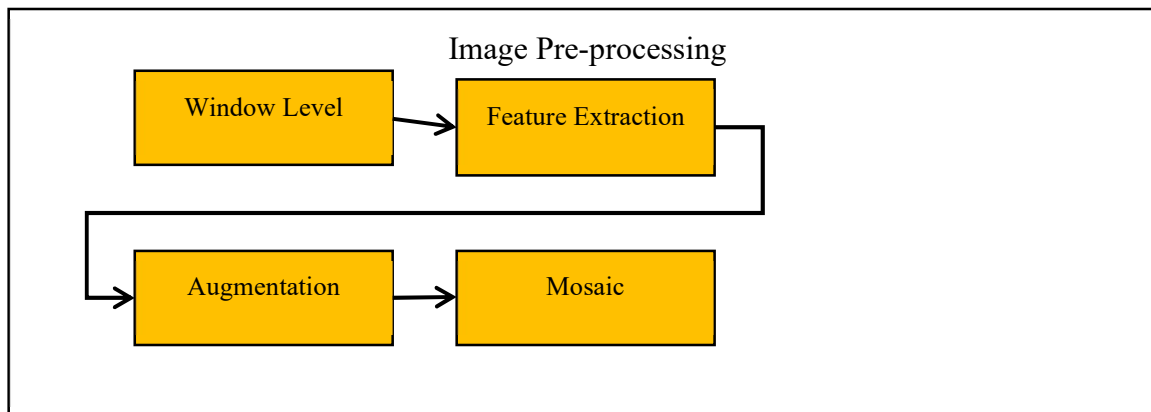 Image Pre-processing
Window Level
Feature Extraction
Augmentation
Mosaic